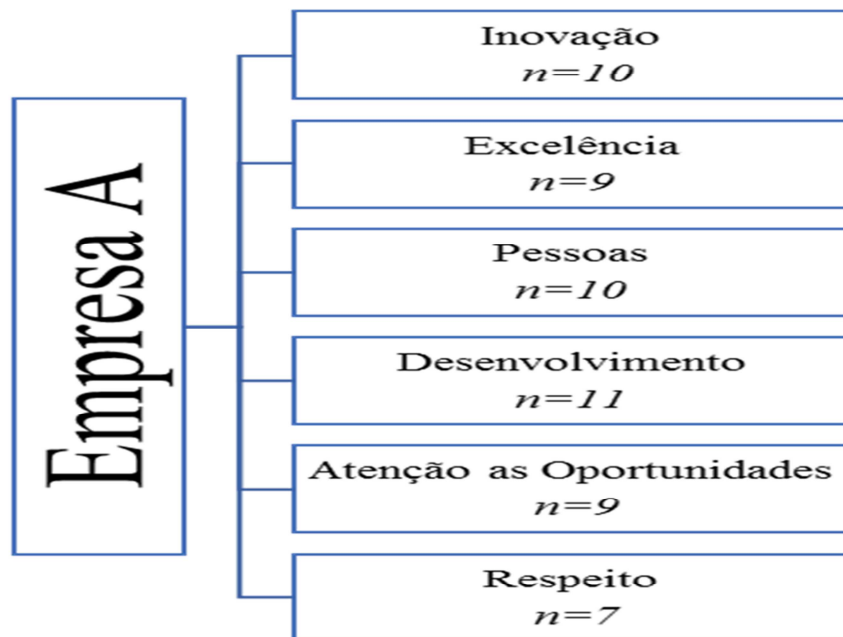 Empresa A
Inovação
n=10
Excelência
n=9
Pessoas
n=10
Desenvolvimento
n=11
Atenção as Oportunidades
n=9
Respeito
n=7